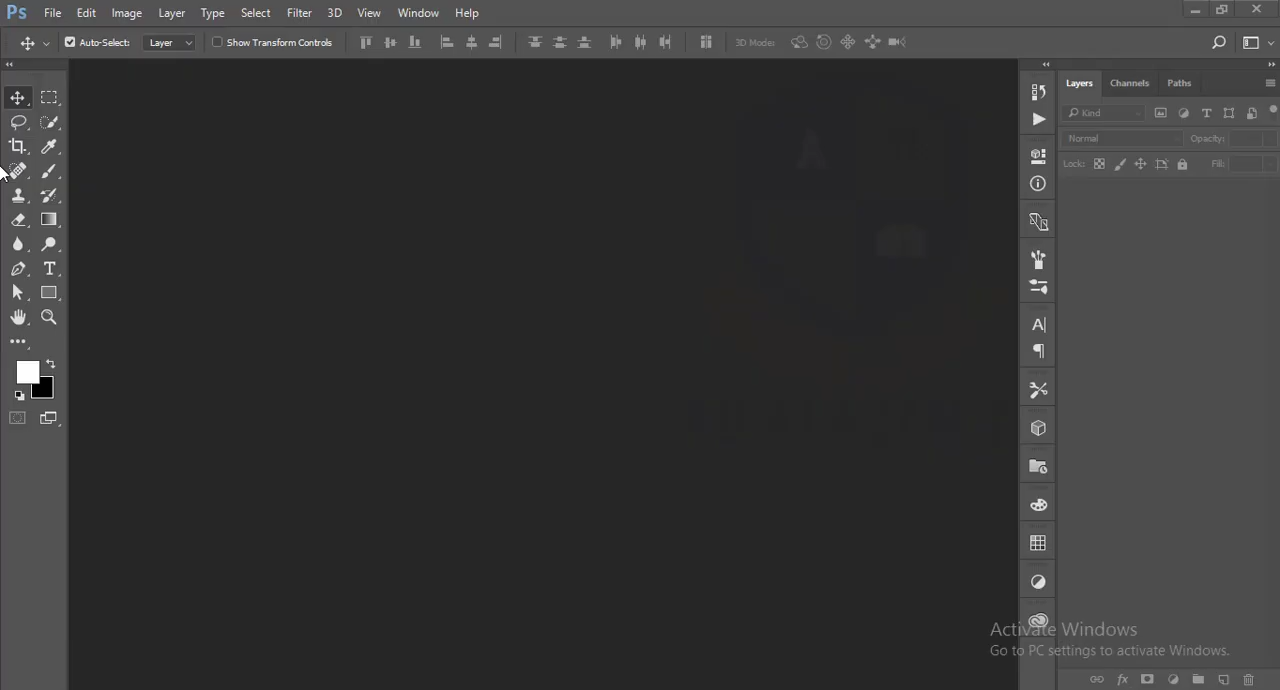 Ps File Edit Image Layer Type Select Filter 3D View Window Help
Auto-Select: Layer Show Transform Controls 3D Mode:
Layers Channels Paths
Kind
Normal Opacity:
Lock: Fill:
Activate Windows
Go to PC settings to activate Windows.